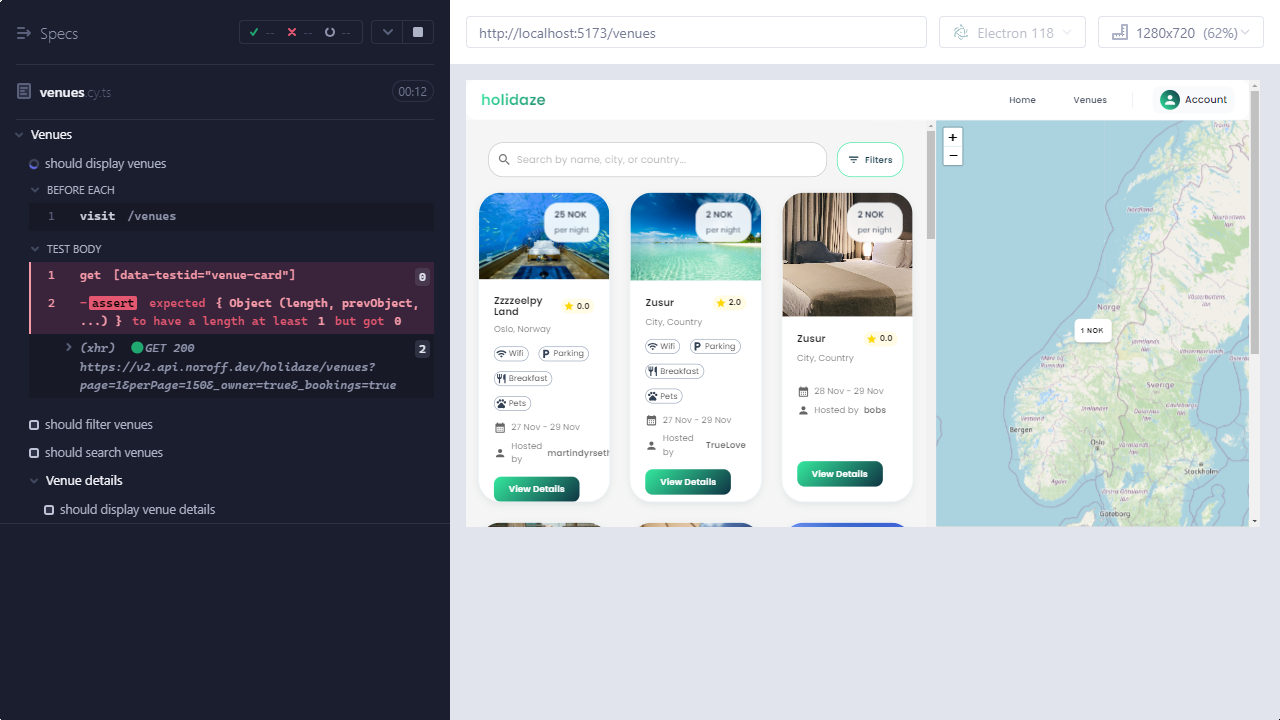 Specs
-- -- --
venues.cy.ts
00:12
Venues
should display venues
BEFORE EACH
1 visit /venues
TEST BODY
1 get [data-testid="venue-card"] 0
2 -assert expected { Object (length, prevObject,
...) } to have a length at least 1 but got 0
(xhr) GET 200 2
https://v2.api.noroff.dev/holidaze/venues?
page=1&perPage=150&_owner=true&_bookings=true
should filter venues
should search venues
Venue details
should display venue details
http://localhost:5173/venues
Electron 118
1280x720 (62%)
holidaze
Home
Venues
Account
Search by name, city, or country...
Filters
25 NOK
per night
Zzzzeelpy
Land
0.0
Oslo, Norway
Wifi
Parking
Breakfast
Pets
27 Nov - 29 Nov
Hosted
by
martindyrseth
View Details
2 NOK
per night
Zusur
2.0
City, Country
Wifi
Parking
Breakfast
Pets
27 Nov - 29 Nov
Hosted
by
TrueLove
View Details
2 NOK
per night
Zusur
0.0
City, Country
28 Nov - 29 Nov
Hosted by bobs
View Details
+
−
Norge
1 NOK
Sverige
Bergen
Oslo
Stockholm
Göteborg